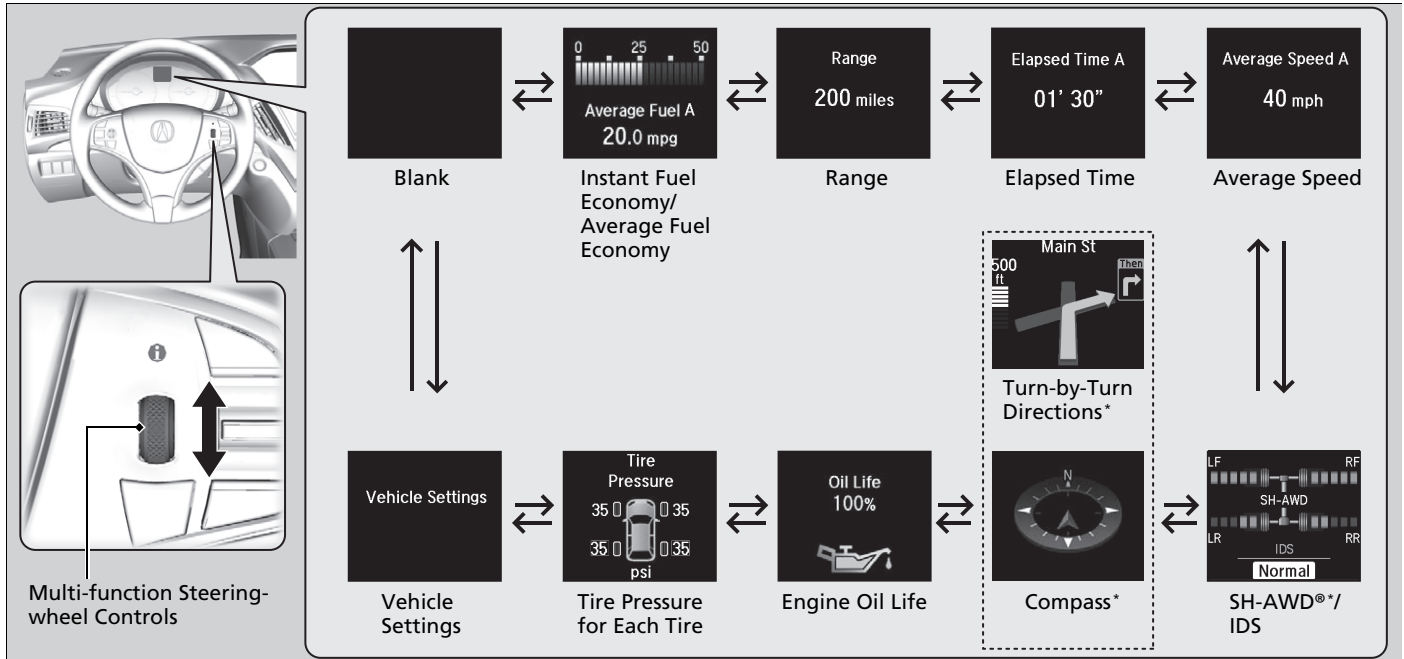 0 25 50
Average Fuel A
20.0 mpg
Range
200 miles
Elapsed Time A
01' 30”
Average Speed A
40 mph
Blank
Instant Fuel
Economy/
Average Fuel
Economy
Range
Elapsed Time
Average Speed
Main St
500
ft
Then
Turn-by-Turn
Directions*
i
Multi-function Steering-
wheel Controls
Vehicle Settings
Tire
Pressure
35 35
35 35
psi
Oil Life
100%
N
LF RF
SH-AWD
LR RR
IDS
Normal
Vehicle
Settings
Tire Pressure
for Each Tire
Engine Oil Life
Compass*
SH-AWD®*/
IDS